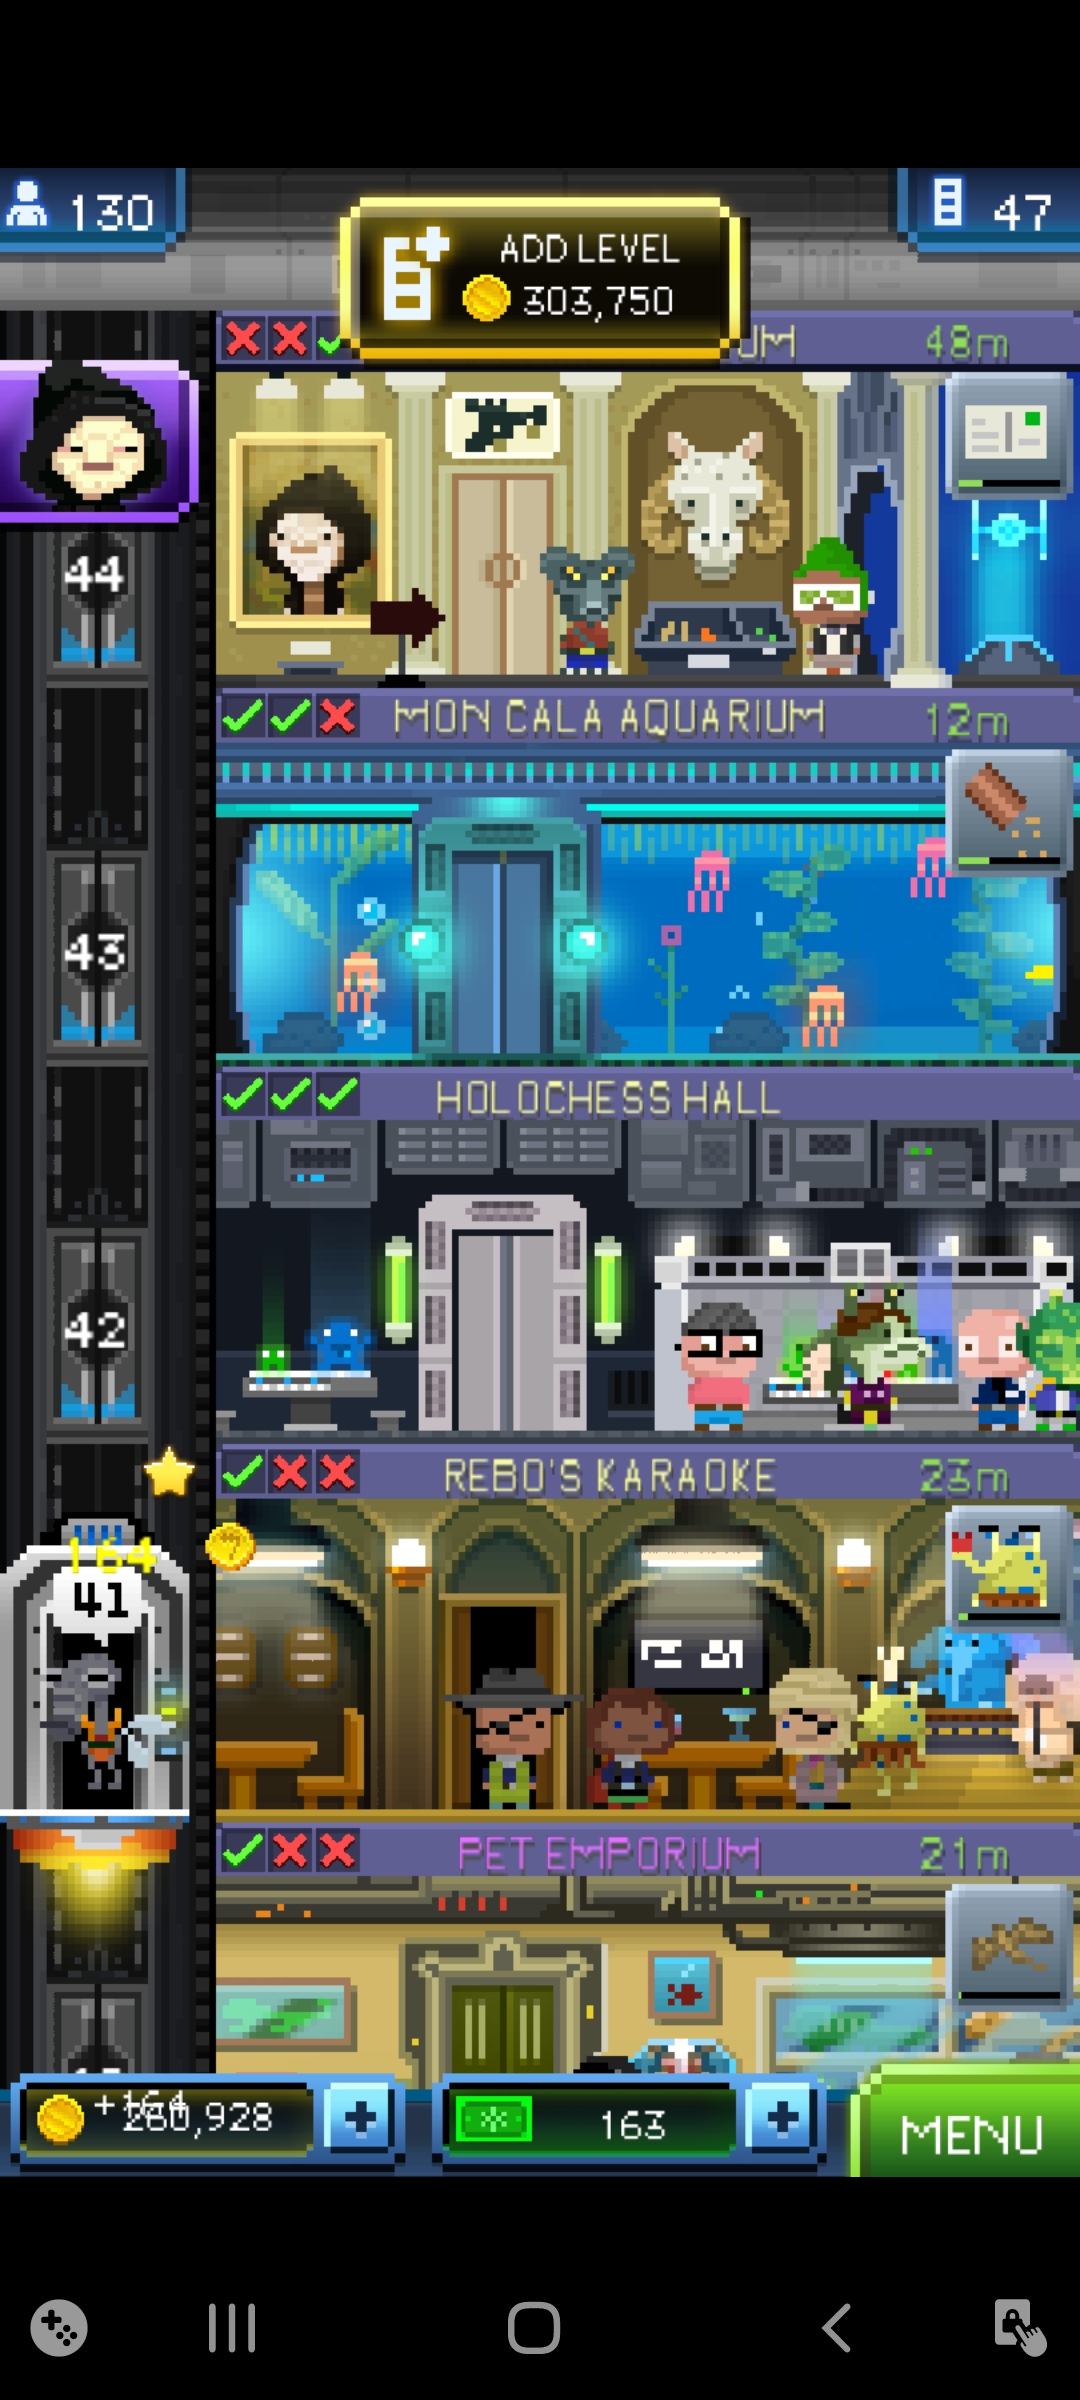 130
ADD LEVEL
303,750
47
UM
48m
44
MON CALA AQUARIUM
12m
43
HOLOCHESS HALL
42
REBO'S KARAOKE
23m
164
41
PET EMPORIUM
21m
+164
280,928
163
MENU